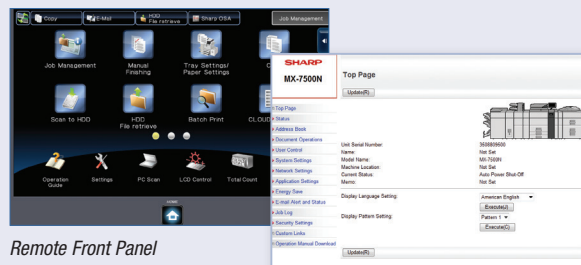 Copy
E-Mail
HDD
File retrieve
Sharp OSA
Job Management
Job Management
Manual
Finishing
Tray Settings/
Paper Settings
Scan to HDD
HDD
File retrieve
Batch Print
CLOUD
Operation
Guide
Settings
PC Scan
LCD Control
Total Count
HOME
Remote Front Panel
SHARP
MX-7500N
Top Page
Update(R)
Top Page
Status
Address Book
Document Operations
User Control
System Settings
Network Settings
Application Settings
Energy Save
E-mail Alert and Status
Job Log
Security Settings
Custom Links
Operation Manual Download
Unit Serial Number:
Name: Not Set
Model Name: MX-7500N
Machine Location: Not Set
Current Status: Auto Power Shut-Off
Memo: Not Set
Display Language Setting: American English
Execute(J)
Display Pattern Setting: Pattern 1
Execute(C)
Update(R)